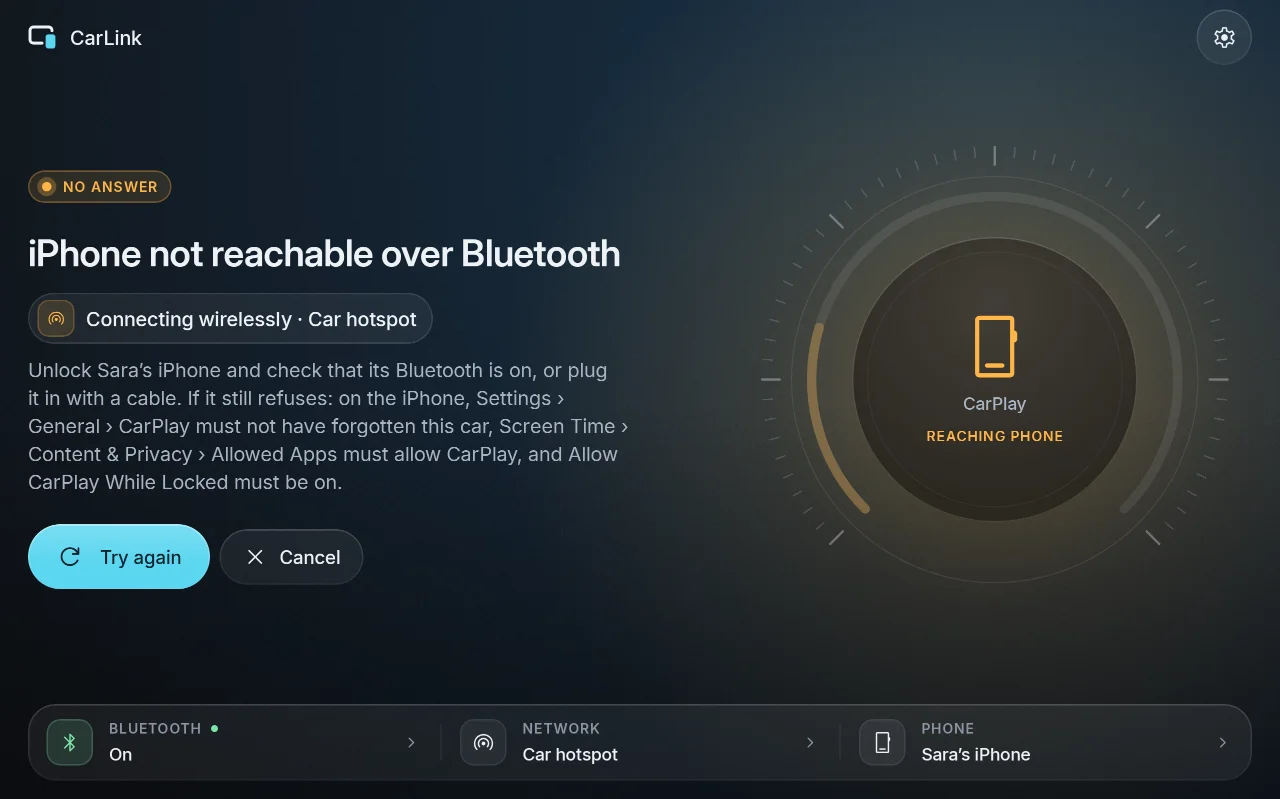 CarLink
NO ANSWER
iPhone not reachable over Bluetooth
Connecting wirelessly · Car hotspot
Unlock Sara’s iPhone and check that its Bluetooth is on, or plug
it in with a cable. If it still refuses: on the iPhone, Settings ›
General › CarPlay must not have forgotten this car, Screen Time ›
Content & Privacy › Allowed Apps must allow CarPlay, and Allow
CarPlay While Locked must be on.
Try again
Cancel
CarPlay
REACHING PHONE
BLUETOOTH
On
NETWORK
Car hotspot
PHONE
Sara’s iPhone